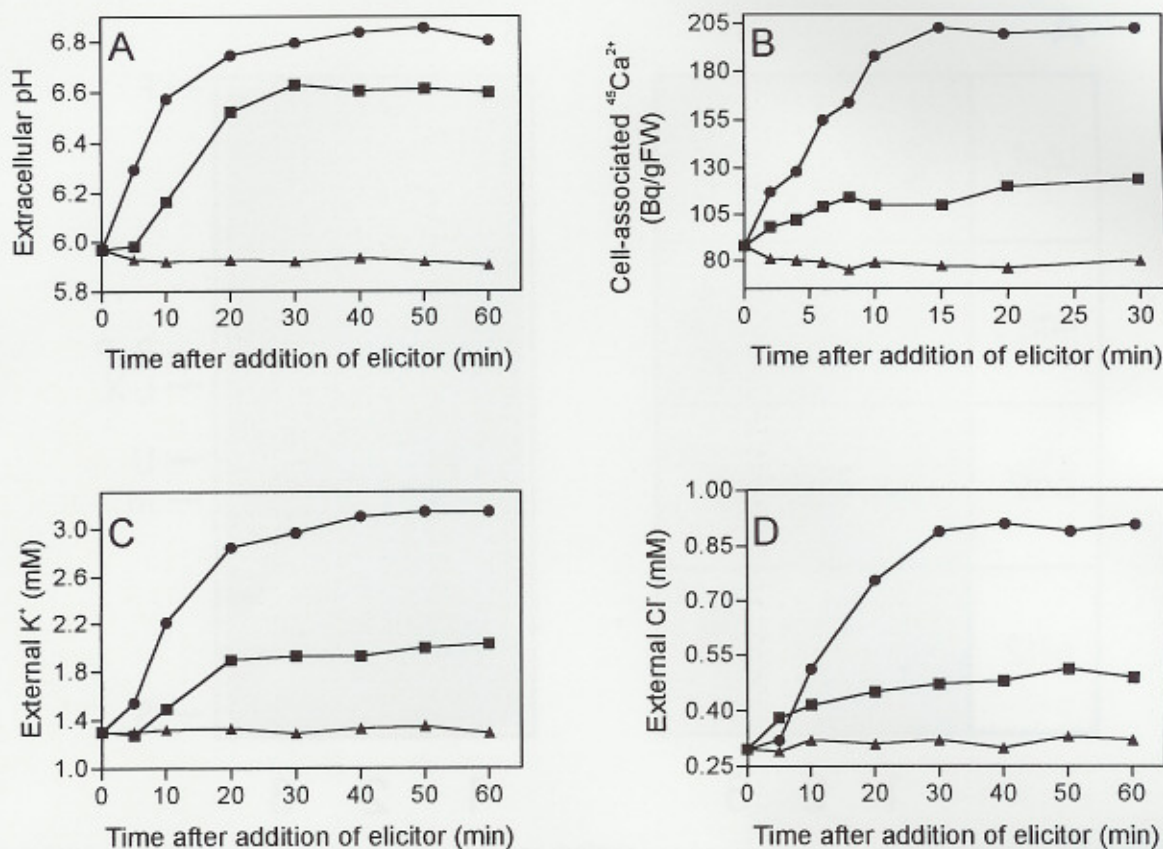 A
Extracellular pH
6.8
6.6
6.4
6.2
6.0
5.8
0 10 20 30 40 50 60
Time after addition of elicitor (min)
B
Cell-associated ⁴⁵Ca²⁺
(Bq/gFW)
205
180
155
130
105
80
0 5 10 15 20 25 30
Time after addition of elicitor (min)
C
External K⁺ (mM)
3.0
2.6
2.2
1.8
1.4
1.0
0 10 20 30 40 50 60
Time after addition of elicitor (min)
D
External Cl⁻ (mM)
1.00
0.85
0.70
0.55
0.40
0.25
0 10 20 30 40 50 60
Time after addition of elicitor (min)